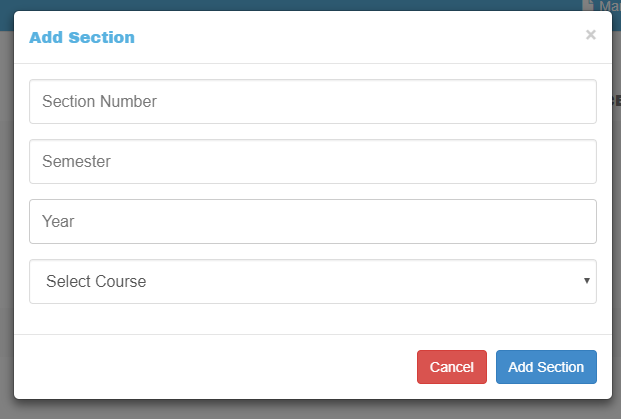 Add Section
×
Section Number
Semester
Year
Select Course
Cancel
Add Section